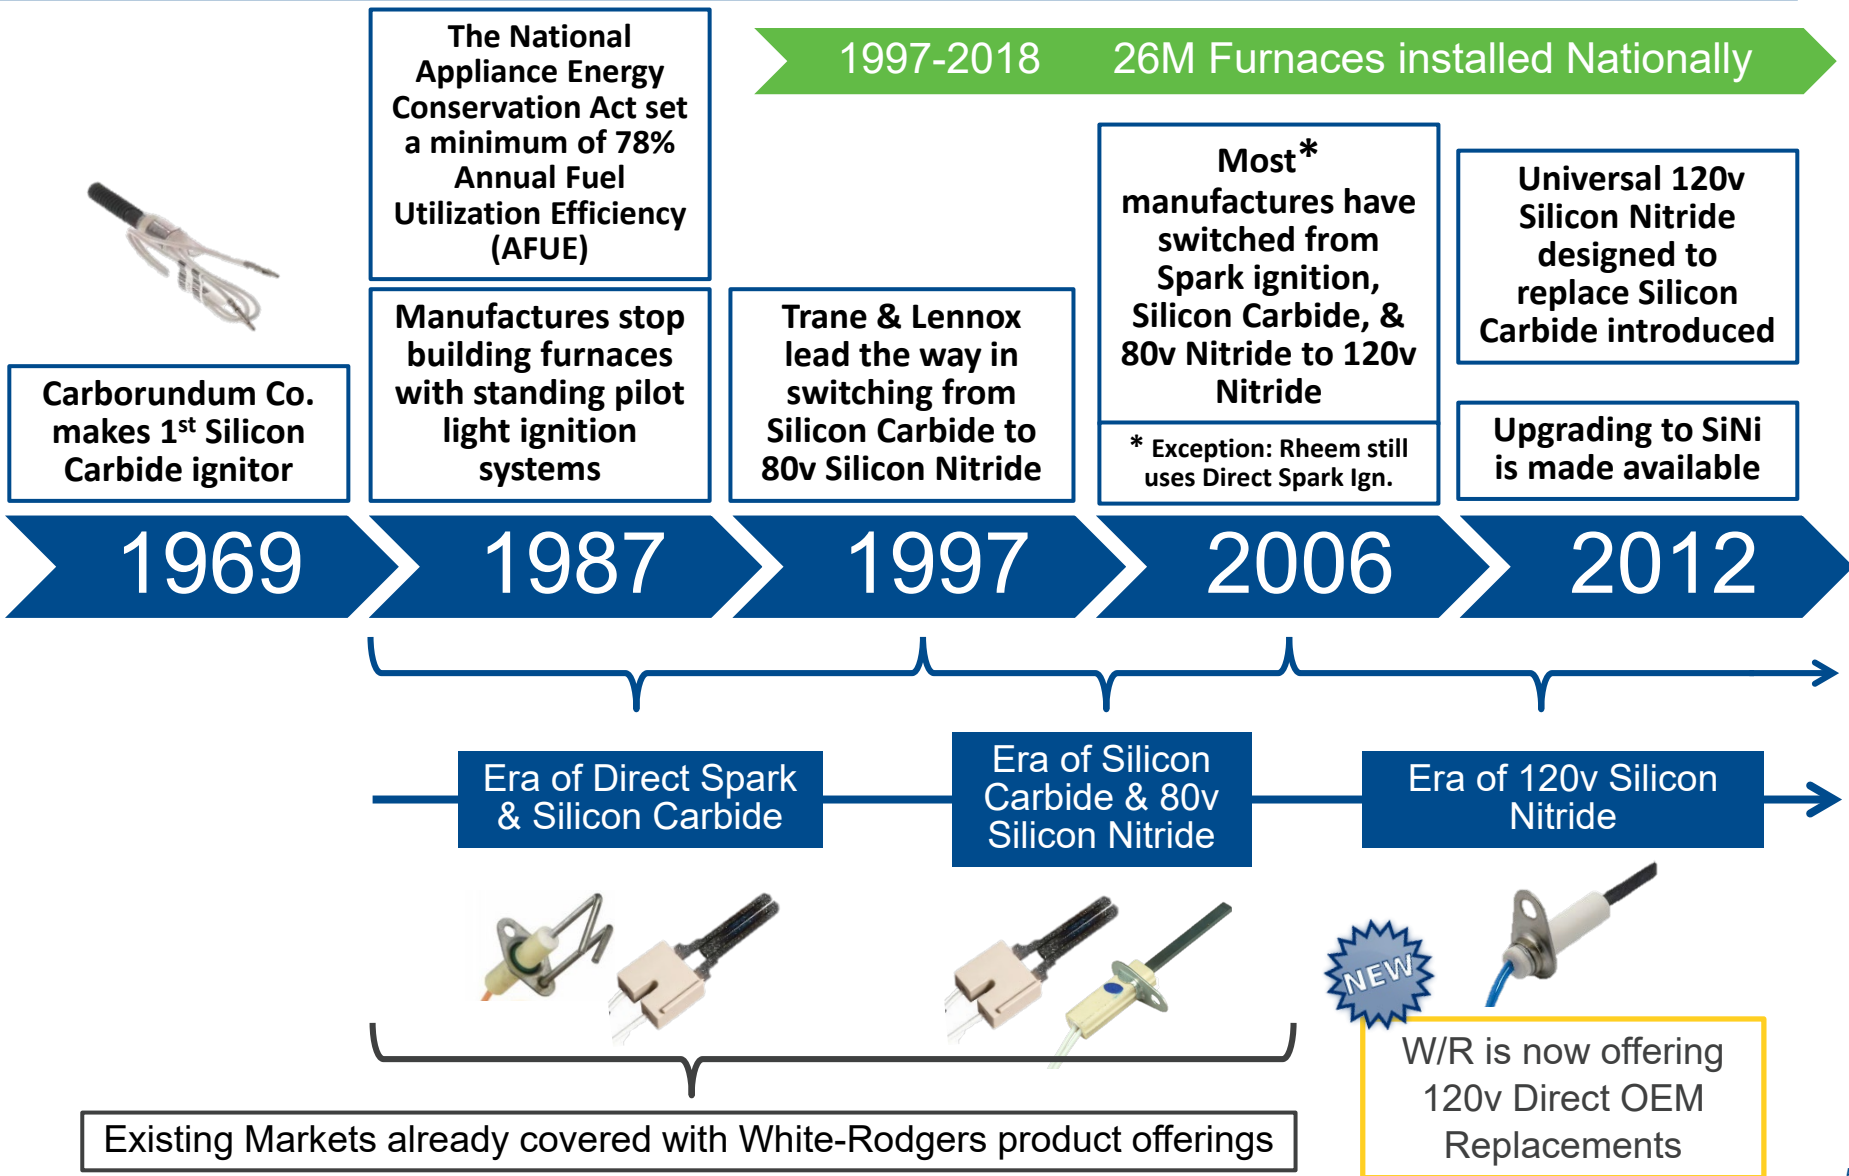 The National
Appliance Energy
Conservation Act set
a minimum of 78%
Annual Fuel
Utilization Efficiency
(AFUE)
1997-2018 26M Furnaces installed Nationally
Carborundum Co.
makes 1st Silicon
Carbide ignitor
Manufactures stop
building furnaces
with standing pilot
light ignition
systems
Trane & Lennox
lead the way in
switching from
Silicon Carbide to
80v Silicon Nitride
Most*
manufactures have
switched from
Spark ignition,
Silicon Carbide, &
80v Nitride to 120v
Nitride
* Exception: Rheem still
uses Direct Spark Ign.
Universal 120v
Silicon Nitride
designed to
replace Silicon
Carbide introduced
Upgrading to SiNi
is made available
1969
1987
1997
2006
2012
Era of Direct Spark
& Silicon Carbide
Era of Silicon
Carbide & 80v
Silicon Nitride
Era of 120v Silicon
Nitride
NEW
W/R is now offering
120v Direct OEM
Replacements
Existing Markets already covered with White-Rodgers product offerings